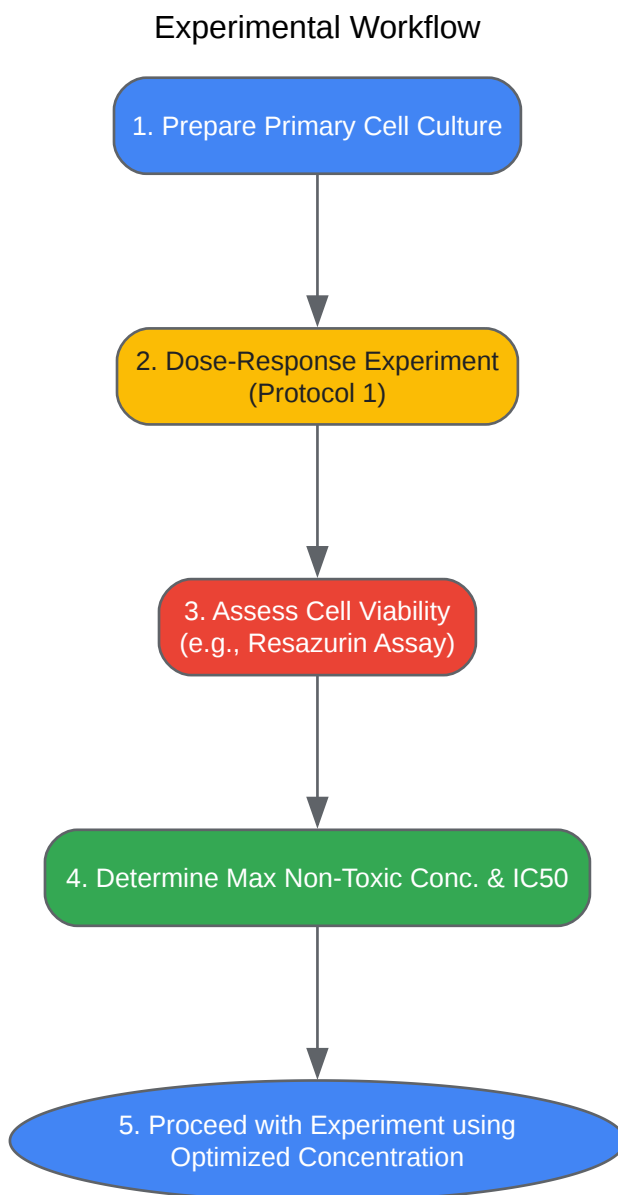 Experimental Workflow
1. Prepare Primary Cell Culture
2. Dose-Response Experiment
(Protocol 1)
3. Assess Cell Viability
(e.g., Resazurin Assay)
4. Determine Max Non-Toxic Conc. & IC50
5. Proceed with Experiment using
Optimized Concentration